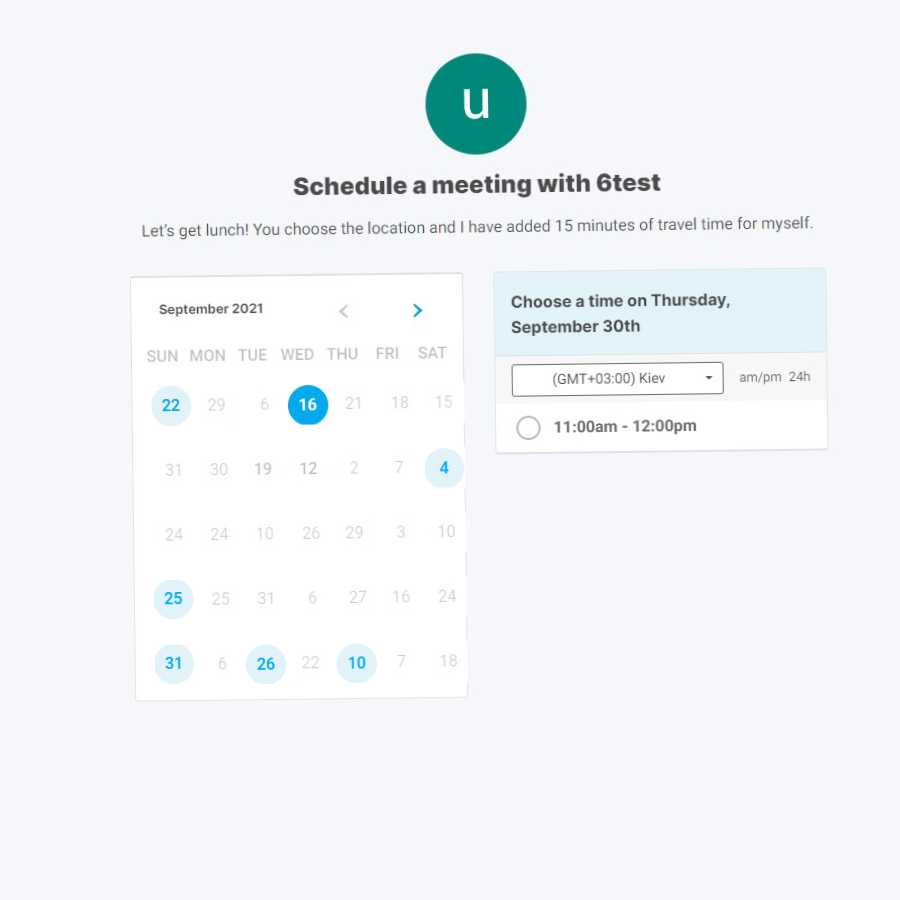 u
Schedule a meeting with 6test
Let's get lunch! You choose the location and I have added 15 minutes of travel time for myself.
September 2021
SUN MON TUE WED THU FRI SAT
22 29 6 16 21 18 15
31 30 19 12 2 7 4
24 24 10 26 29 3 10
25 25 31 6 27 16 24
31 6 26 22 10 7 18
Choose a time on Thursday,
September 30th
(GMT+03:00) Kiev am/pm 24h
11:00am - 12:00pm